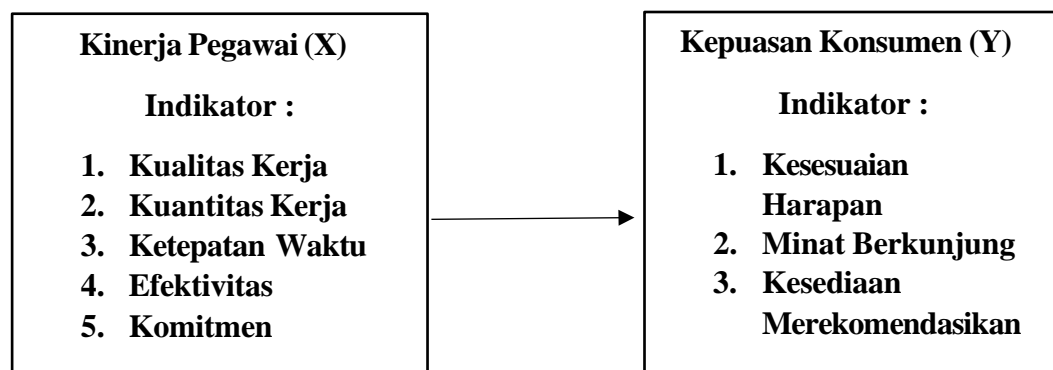 Kinerja Pegawai (X)
Indikator :
1. Kualitas Kerja
2. Kuantitas Kerja
3. Ketepatan Waktu
4. Efektivitas
5. Komitmen
Kepuasan Konsumen (Y)
Indikator :
1. Kesesuaian
Harapan
2. Minat Berkunjung
3. Kesediaan
Merekomendasikan